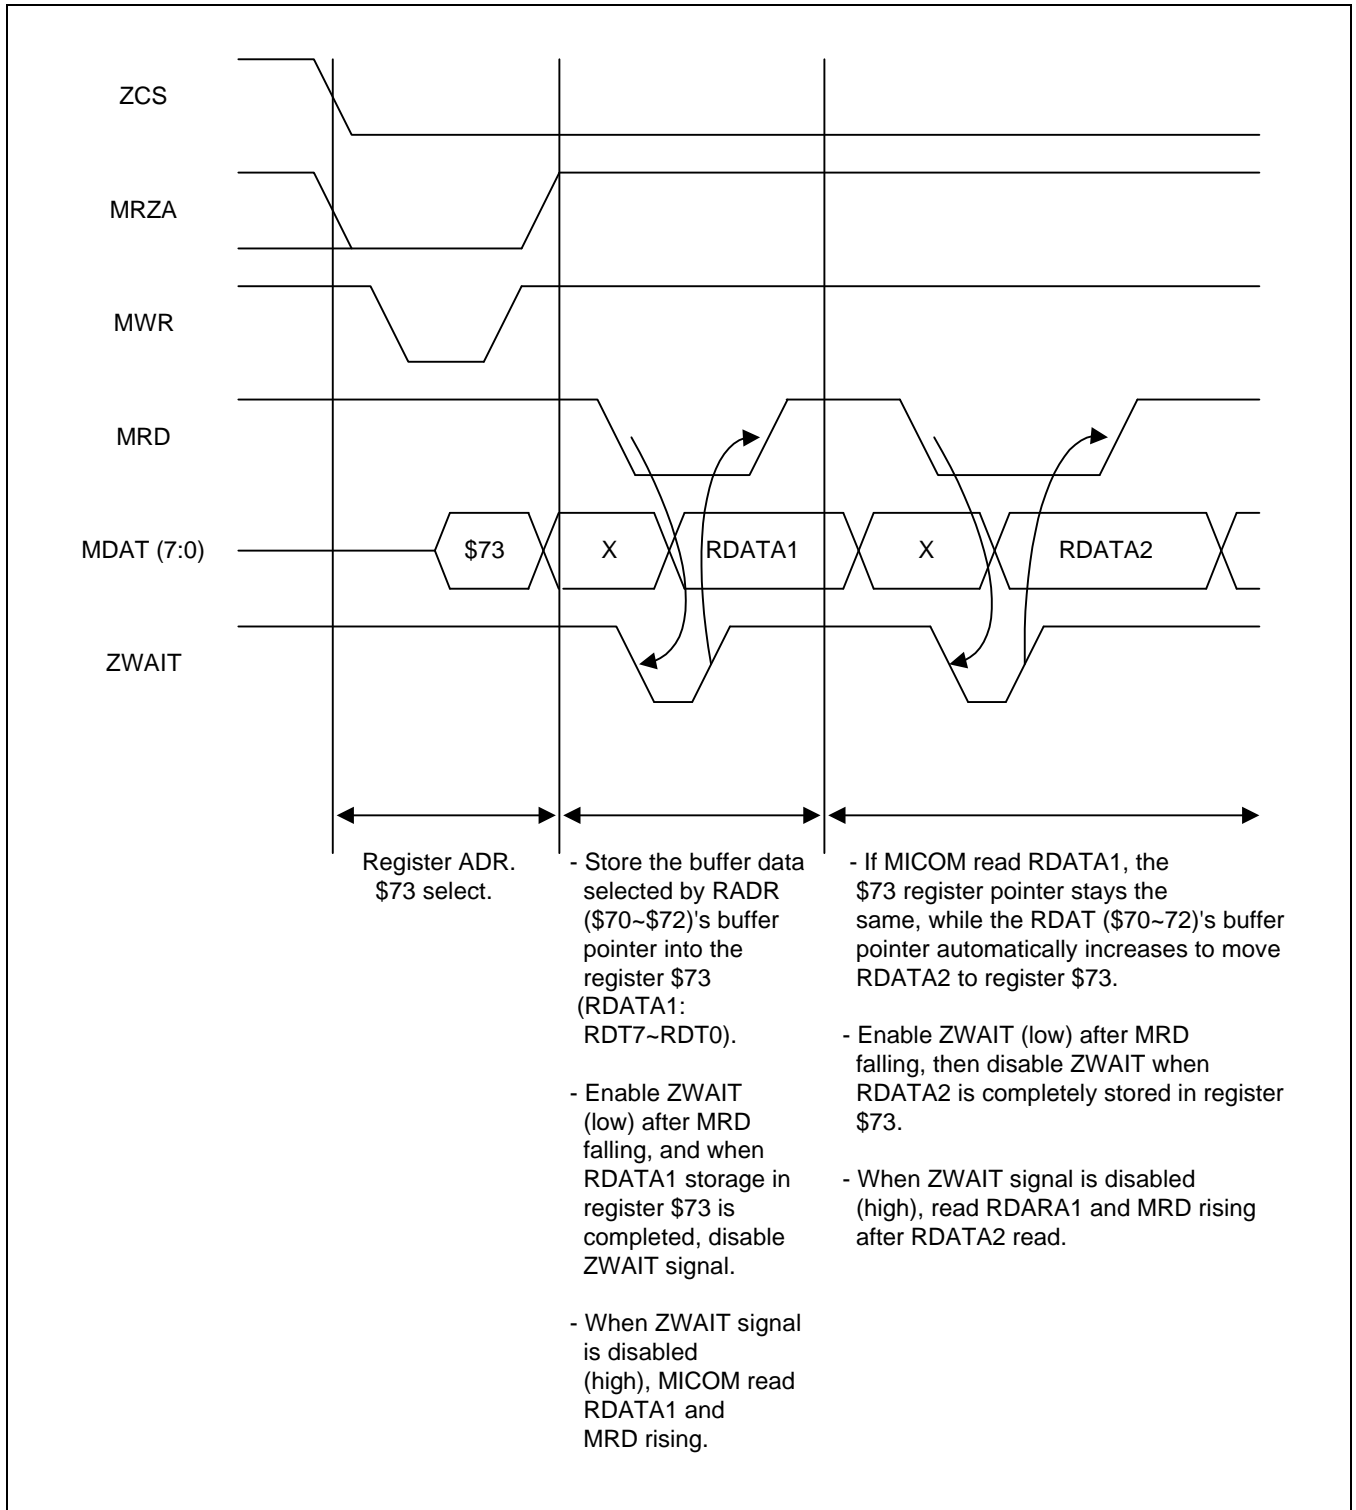 ZCS
MRZA
MWR
MRD
MDAT (7:0)
$73
X
RDATA1
X
RDATA2
ZWAIT
Register ADR.
$73 select.
- Store the buffer data
selected by RADR
($70~$72)'s buffer
pointer into the
register $73
(RDATA1:
RDT7~RDT0).
- Enable ZWAIT
(low) after MRD
falling, and when
RDATA1 storage in
register $73 is
completed, disable
ZWAIT signal.
- When ZWAIT signal
is disabled
(high), MICOM read
RDATA1 and
MRD rising.
- If MICOM read RDATA1, the
$73 register pointer stays the
same, while the RDAT ($70~72)'s buffer
pointer automatically increases to move
RDATA2 to register $73.
- Enable ZWAIT (low) after MRD
falling, then disable ZWAIT when
RDATA2 is completely stored in register
$73.
- When ZWAIT signal is disabled
(high), read RDARA1 and MRD rising
after RDATA2 read.